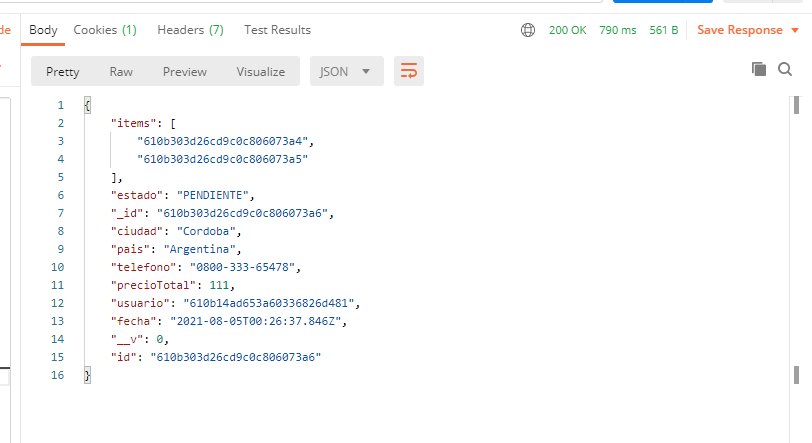 de Body Cookies (1) Headers (7) Test Results 200 OK 790 ms 561 B Save Response
Pretty Raw Preview Visualize JSON
1 {
2 "items": [
3 "610b303d26cd9c0c806073a4",
4 "610b303d26cd9c0c806073a5"
5 ],
6 "estado": "PENDIENTE",
7 "_id": "610b303d26cd9c0c806073a6",
8 "ciudad": "Cordoba",
9 "pais": "Argentina",
10 "telefono": "0800-333-65478",
11 "precioTotal": 111,
12 "usuario": "610b14ad653a60336826d481",
13 "fecha": "2021-08-05T00:26:37.846Z",
14 "__v": 0,
15 "id": "610b303d26cd9c0c806073a6"
16 }